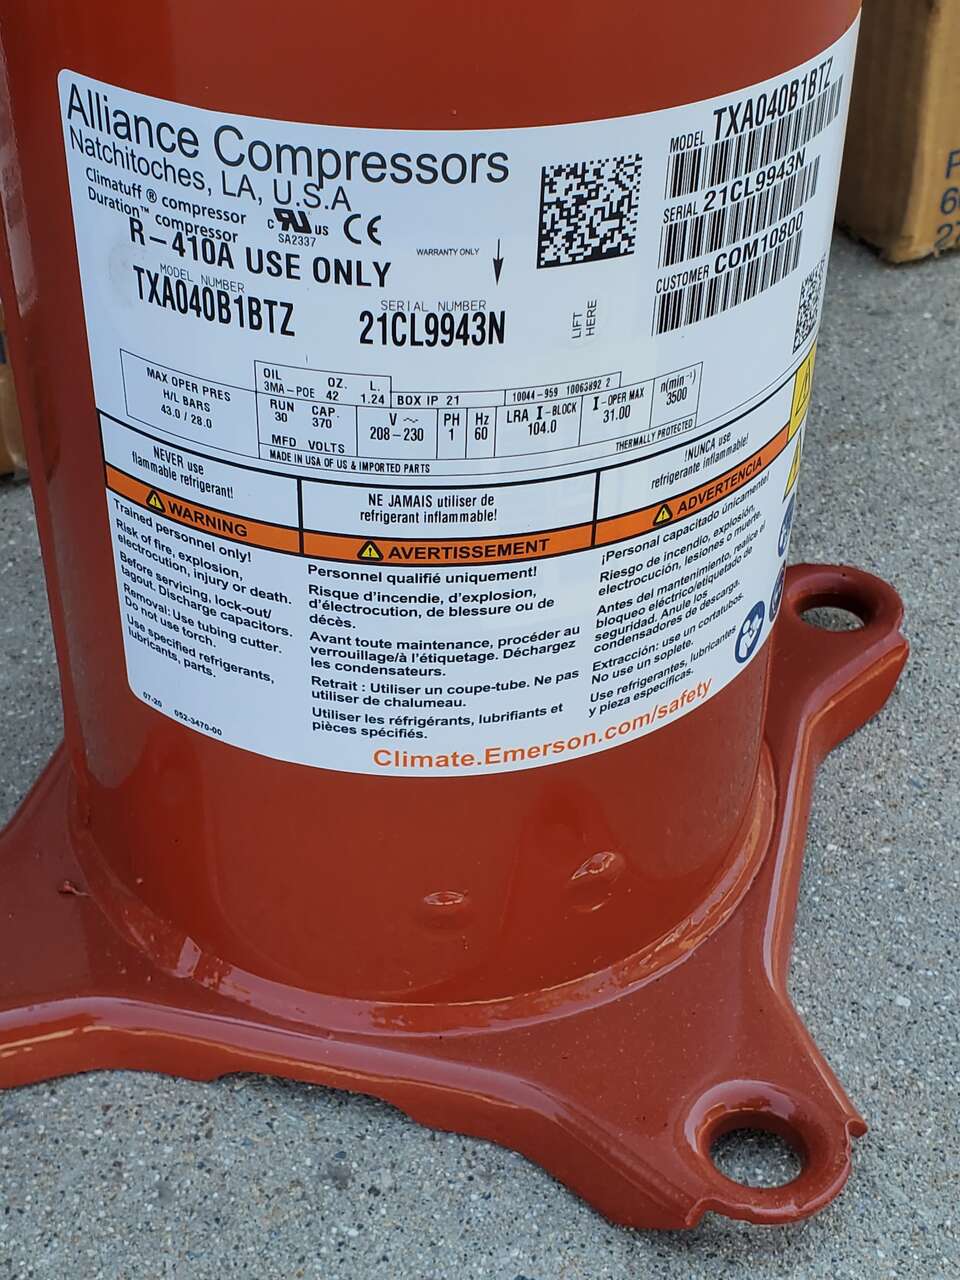 Alliance Compressors
Natchitoches, LA, U.S.A
Climatuff ® compressor
Duration™ compressor
c RU us
SA2337
CE
R-410A USE ONLY
WARRANTY ONLY
MODEL NUMBER
TXA040B1BTZ
SERIAL NUMBER
21CL9943N
LIFT
HERE
MODEL TXA040B1BTZ
SERIAL 21CL9943N
CUSTOMER COM10800
MAX OPER PRES
H/L BARS
43.0 / 28.0
OIL OZ. L.
3MA-POE 42 1.24
BOX IP 21
10044-959 10063892 2
RUN CAP.
30 370
MFD VOLTS
V ~
208-230
PH
1
Hz
60
LRA I-BLOCK
104.0
I-OPER MAX
31.00
n(min⁻¹)
3500
THERMALLY PROTECTED
MADE IN USA OF US & IMPORTED PARTS
NEVER use
flammable refrigerant!
WARNING
Trained personnel only!
Risk of fire, explosion,
electrocution, injury or death.
Before servicing, lock-out/
tagout. Discharge capacitors.
Removal: Use tubing cutter.
Do not use torch.
Use specified refrigerants,
lubricants, parts.
07-20 052-3470-00
NE JAMAIS utiliser de
refrigerant inflammable!
AVERTISSEMENT
Personnel qualifié uniquement!
Risque d'incendie, d'explosion,
d'électrocution, de blessure ou de
décès.
Avant toute maintenance, procéder au
verrouillage/à l'étiquetage. Déchargez
les condensateurs.
Retrait : Utiliser un coupe-tube. Ne pas
utiliser de chalumeau.
Utiliser les réfrigérants, lubrifiants et
pièces spécifiés.
!NUNCA use
refrigerante inflamable!
ADVERTENCIA
¡Personal capacitado únicamente!
Riesgo de incendio, explosión,
electrocución, lesiones o muerte.
Antes del mantenimiento, realice el
bloqueo eléctrico/etiquetado de
seguridad. Anule los
condensadores de descarga.
Extracción: use un cortatubos.
No use un soplete.
Use refrigerantes, lubricantes
y pieza específicas.
Climate.Emerson.com/safety